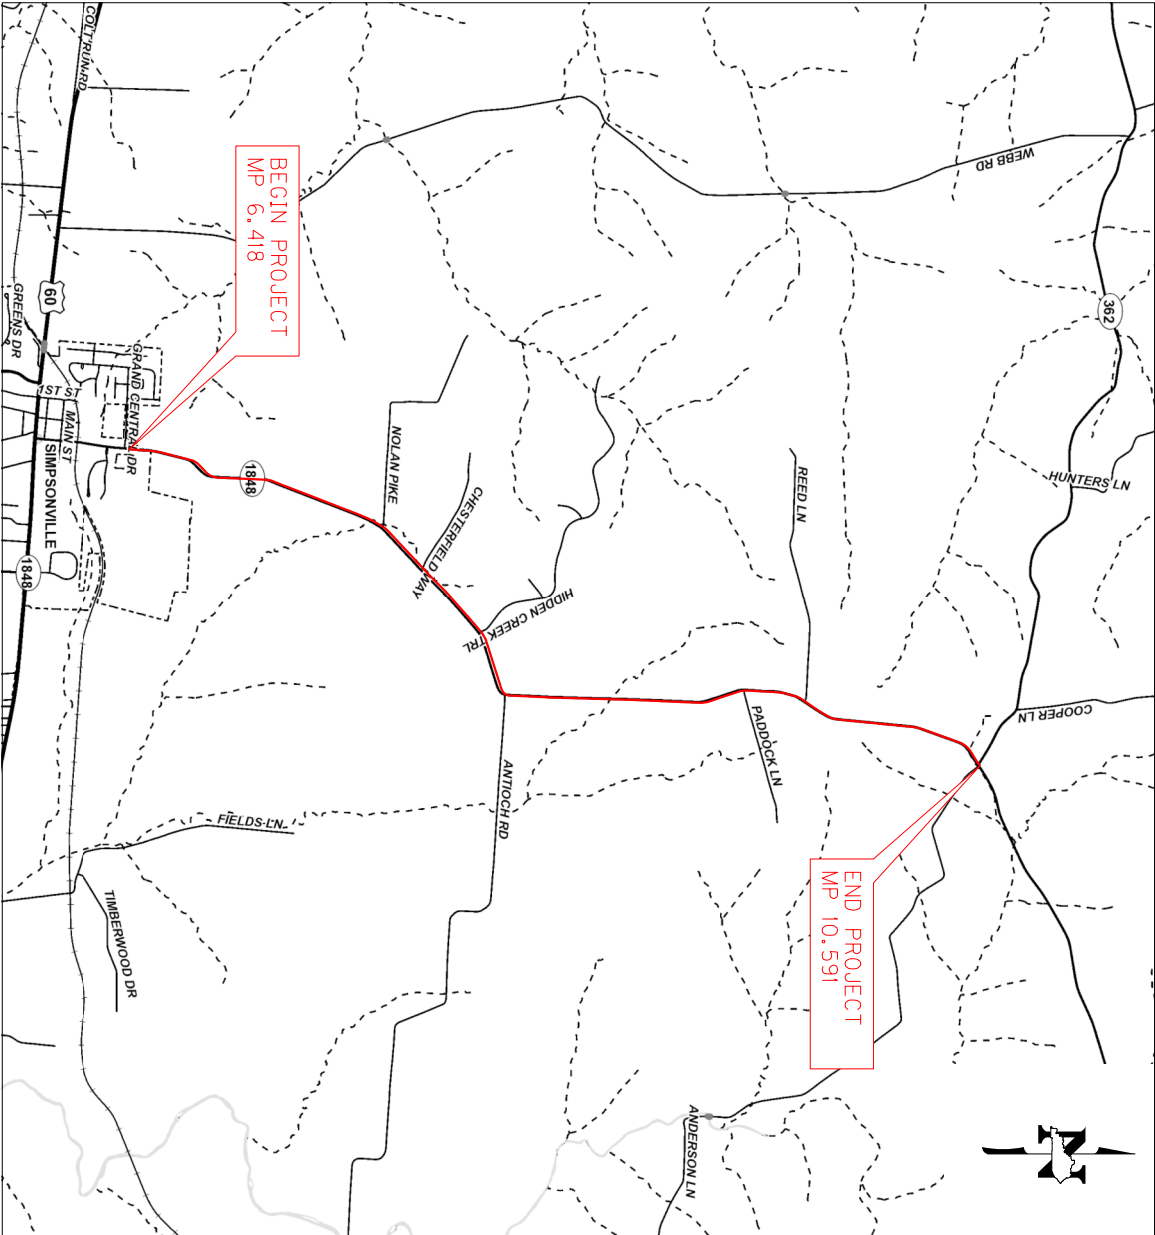 COLT RUN RD
WEBB RD
BEGIN PROJECT
MP 6.418
60
GREENS DR
GRAND CENTRAL DR
1ST ST
MAIN ST
SIMPSONVILLE
1848
1848
NOLAN PIKE
CHESTERFIELD WAY
HIDDEN CREEK TRL
REED LN
362
HUNTERS LN
COOPER LN
PADDOCK LN
ANTIOCH RD
FIELDS LN
TIMBERWOOD DR
END PROJECT
MP 10.591
ANDERSON LN
N